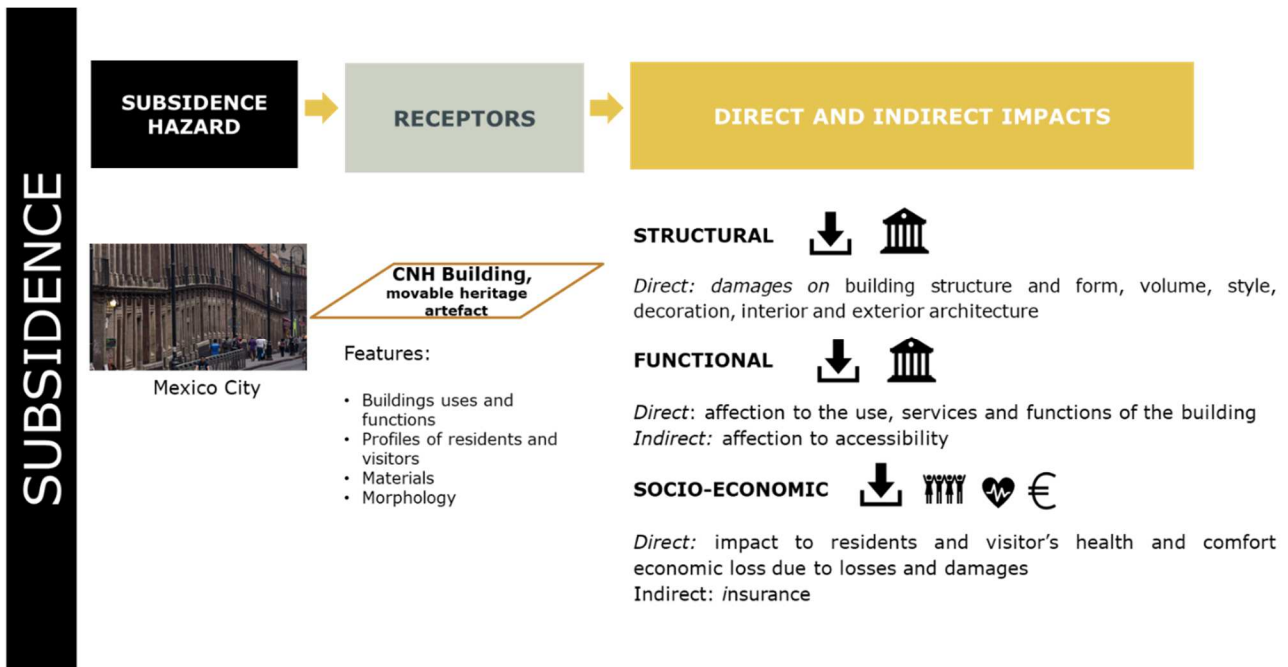 SUBSIDENCE
SUBSIDENCE
HAZARD
RECEPTORS
DIRECT AND INDIRECT IMPACTS
Mexico City
CNH Building,
movable heritage
artefact
Features:
• Buildings uses and
functions
• Profiles of residents and
visitors
• Materials
• Morphology
STRUCTURAL
Direct: damages on building structure and form, volume, style,
decoration, interior and exterior architecture
FUNCTIONAL
Direct: affection to the use, services and functions of the building
Indirect: affection to accessibility
SOCIO-ECONOMIC €
Direct: impact to residents and visitor's health and comfort
economic loss due to losses and damages
Indirect: insurance